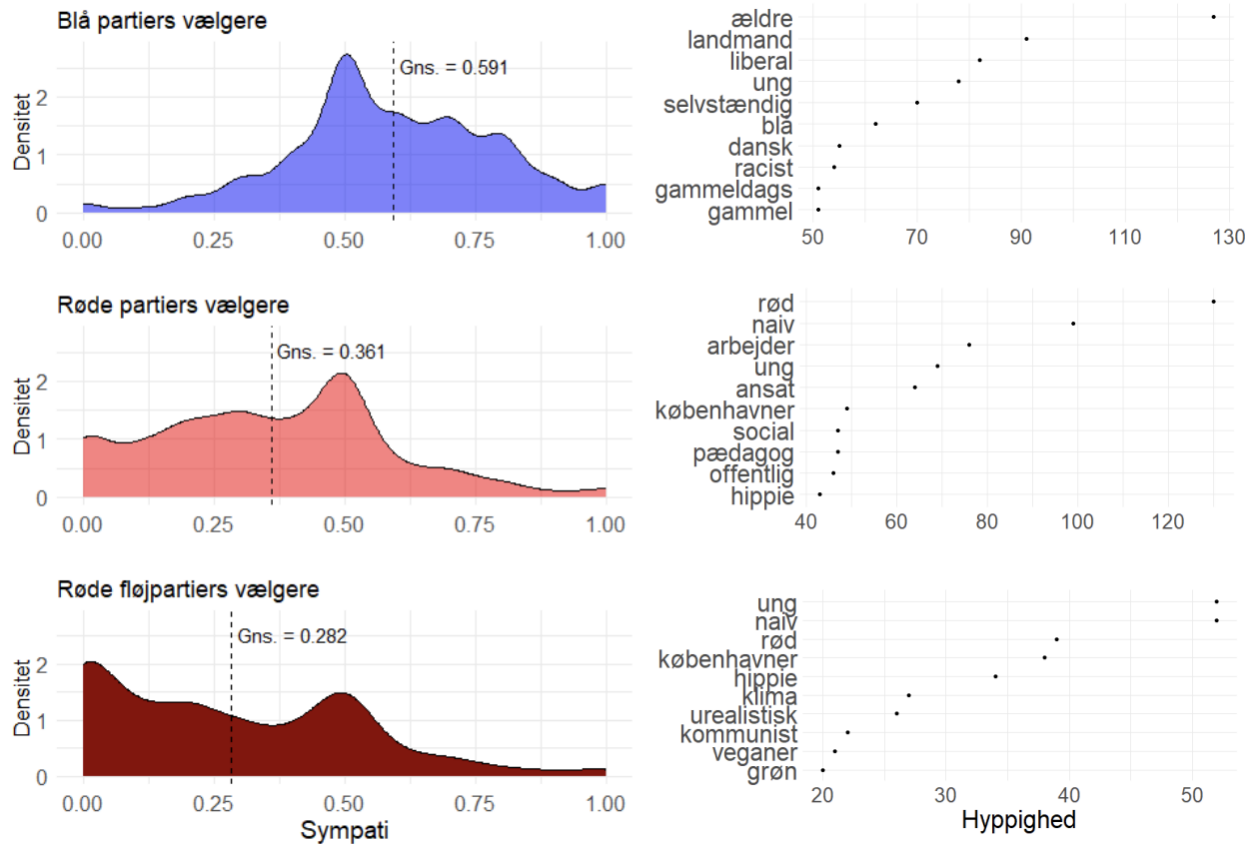 Blå partiers vælgere
Densitet
2
1
0
Gns. = 0.591
0.00 0.25 0.50 0.75 1.00
ældre
landmand
liberal
ung
selvstændig
blå
dansk
racist
gammeldags
gammel
50 70 90 110 130
Røde partiers vælgere
Densitet
2
1
0
Gns. = 0.361
0.00 0.25 0.50 0.75 1.00
rød
naiv
arbejder
ung
ansat
københavner
social
pædagog
offentlig
hippie
40 60 80 100 120
Røde fløjpartiers vælgere
Densitet
2
1
0
Gns. = 0.282
0.00 0.25 0.50 0.75 1.00
Sympati
ung
naiv
rød
københavner
hippie
klima
urealistisk
kommunist
veganer
grøn
20 30 40 50
Hyppighed